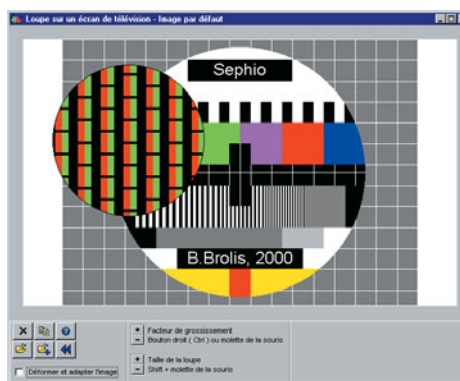 Loupe sur un écran de télévision - Image par défaut
Sephio
B.Brolis, 2000
Facteur de grossissement
Bouton droit ( Ctrl ) ou molette de la souris
Taille de la loupe
Shift + molette de la souris
Déformer et adapter l'image